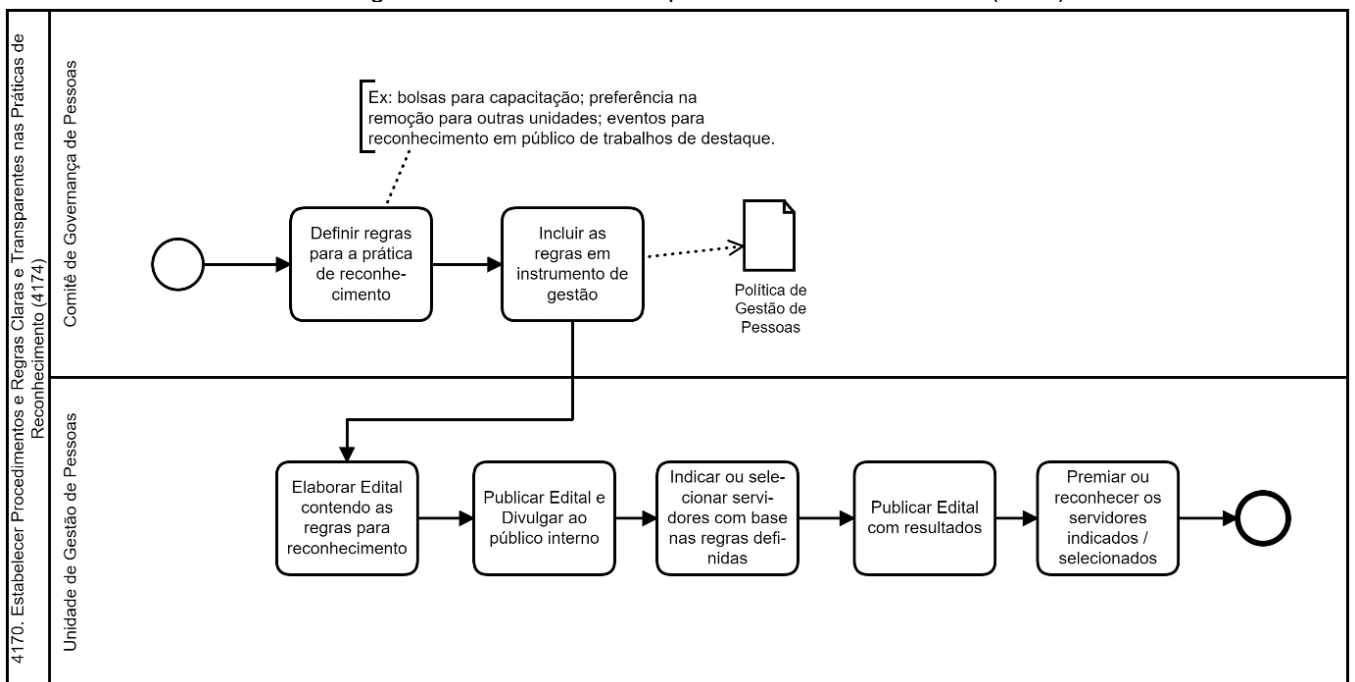 4170. Estabelecer Procedimentos e Regras Claras e Transparentes nas Práticas de
Reconhecimento (4174)
Comitê de Governança de Pessoas
Ex: bolsas para capacitação; preferência na
remoção para outras unidades; eventos para
reconhecimento em público de trabalhos de destaque.
Definir regras
para a prática
de reconhe-
cimento
Incluir as
regras em
instrumento de
gestão
Política de
Gestão de
Pessoas
Unidade de Gestão de Pessoas
Elaborar Edital
contendo as
regras para
reconhecimento
Publicar Edital e
Divulgar ao
público interno
Indicar ou sele-
cionar servi-
dores com base
nas regras defi-
nidas
Publicar Edital
com resultados
Premiar ou
reconhecer os
servidores
indicados /
selecionados